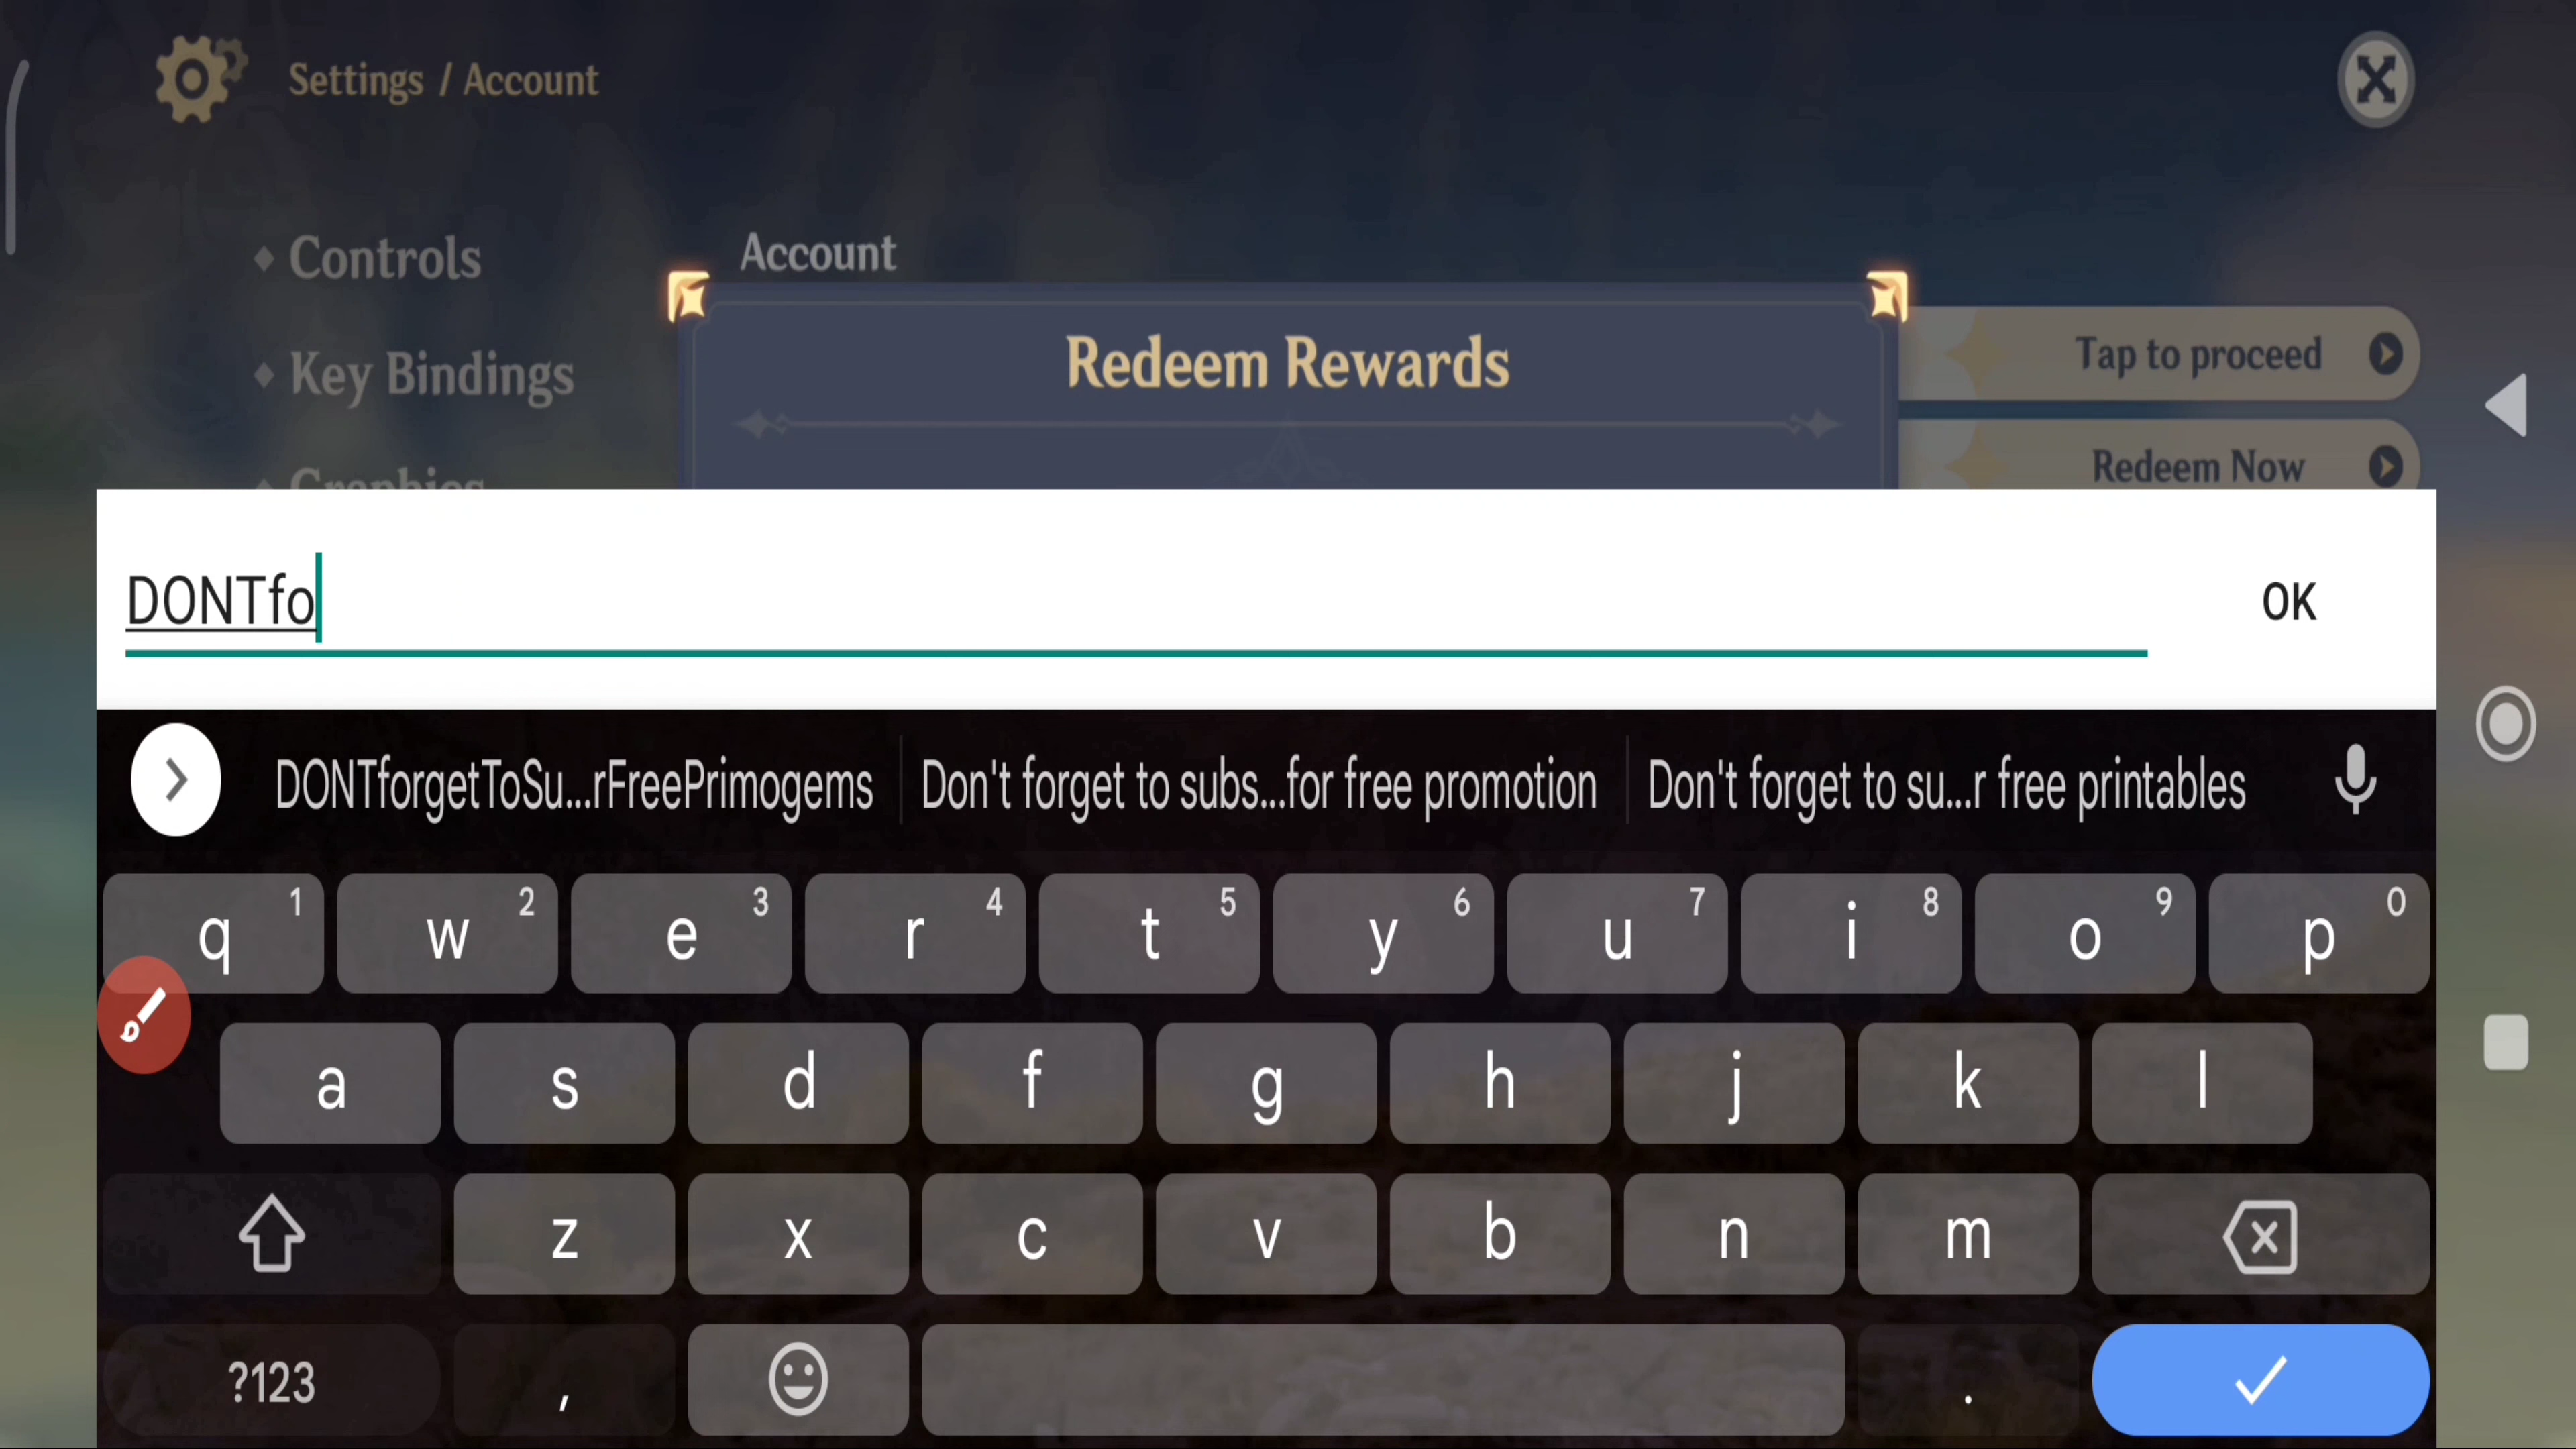 Settings / Account
Controls
Account
Key Bindings
Redeem Rewards
Tap to proceed
Graphics
Redeem Now
DONTfo
OK
DONTforgetToSu...rFreePrimogems
Don't forget to subs...for free promotion
Don't forget to su...r free printables
q 1 w 2 e 3 r 4 t 5 y 6 u 7 i 8 o 9 p 0
a s d f g h j k l
z x c v b n m
?123 , .